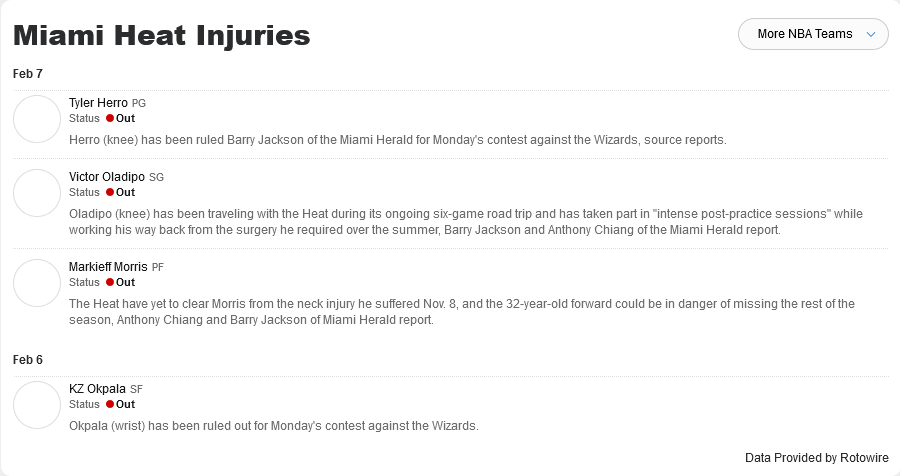 Miami Heat Injuries
More NBA Teams
Feb 7
Tyler Herro PG
Status Out
Herro (knee) has been ruled Barry Jackson of the Miami Herald for Monday's contest against the Wizards, source reports.
Victor Oladipo SG
Status Out
Oladipo (knee) has been traveling with the Heat during its ongoing six-game road trip and has taken part in "intense post-practice sessions" while
working his way back from the surgery he required over the summer, Barry Jackson and Anthony Chiang of the Miami Herald report.
Markieff Morris PF
Status Out
The Heat have yet to clear Morris from the neck injury he suffered Nov. 8, and the 32-year-old forward could be in danger of missing the rest of the
season, Anthony Chiang and Barry Jackson of Miami Herald report.
Feb 6
KZ Okpala SF
Status Out
Okpala (wrist) has been ruled out for Monday's contest against the Wizards.
Data Provided by Rotowire